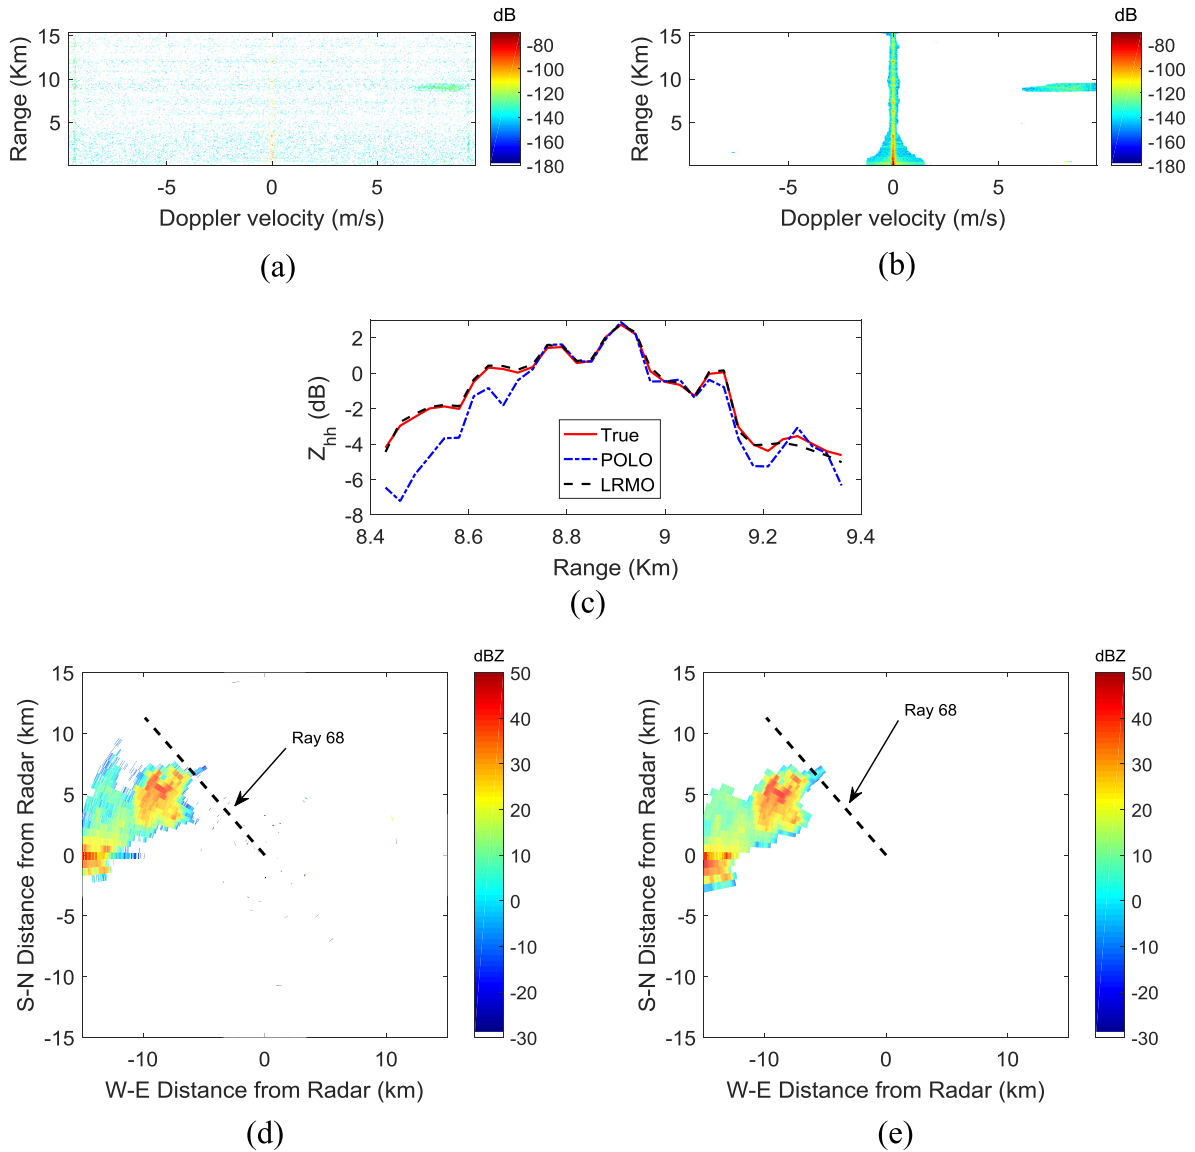 dB
15
10
5
Range (Km)
-80
-100
-120
-140
-160
-180
-5 0 5
Doppler velocity (m/s)
(a)
dB
15
10
5
Range (Km)
-80
-100
-120
-140
-160
-180
-5 0 5
Doppler velocity (m/s)
(b)
2
0
-2
-4
-6
-8
Zhh (dB)
True
POLO
LRMO
8.4 8.6 8.8 9 9.2 9.4
Range (Km)
(c)
15
10
5
0
-5
-10
-15
S-N Distance from Radar (km)
Ray 68
dBZ
50
40
30
20
10
0
-10
-20
-30
-10 0 10
W-E Distance from Radar (km)
(d)
15
10
5
0
-5
-10
-15
S-N Distance from Radar (km)
Ray 68
dBZ
50
40
30
20
10
0
-10
-20
-30
-10 0 10
W-E Distance from Radar (km)
(e)